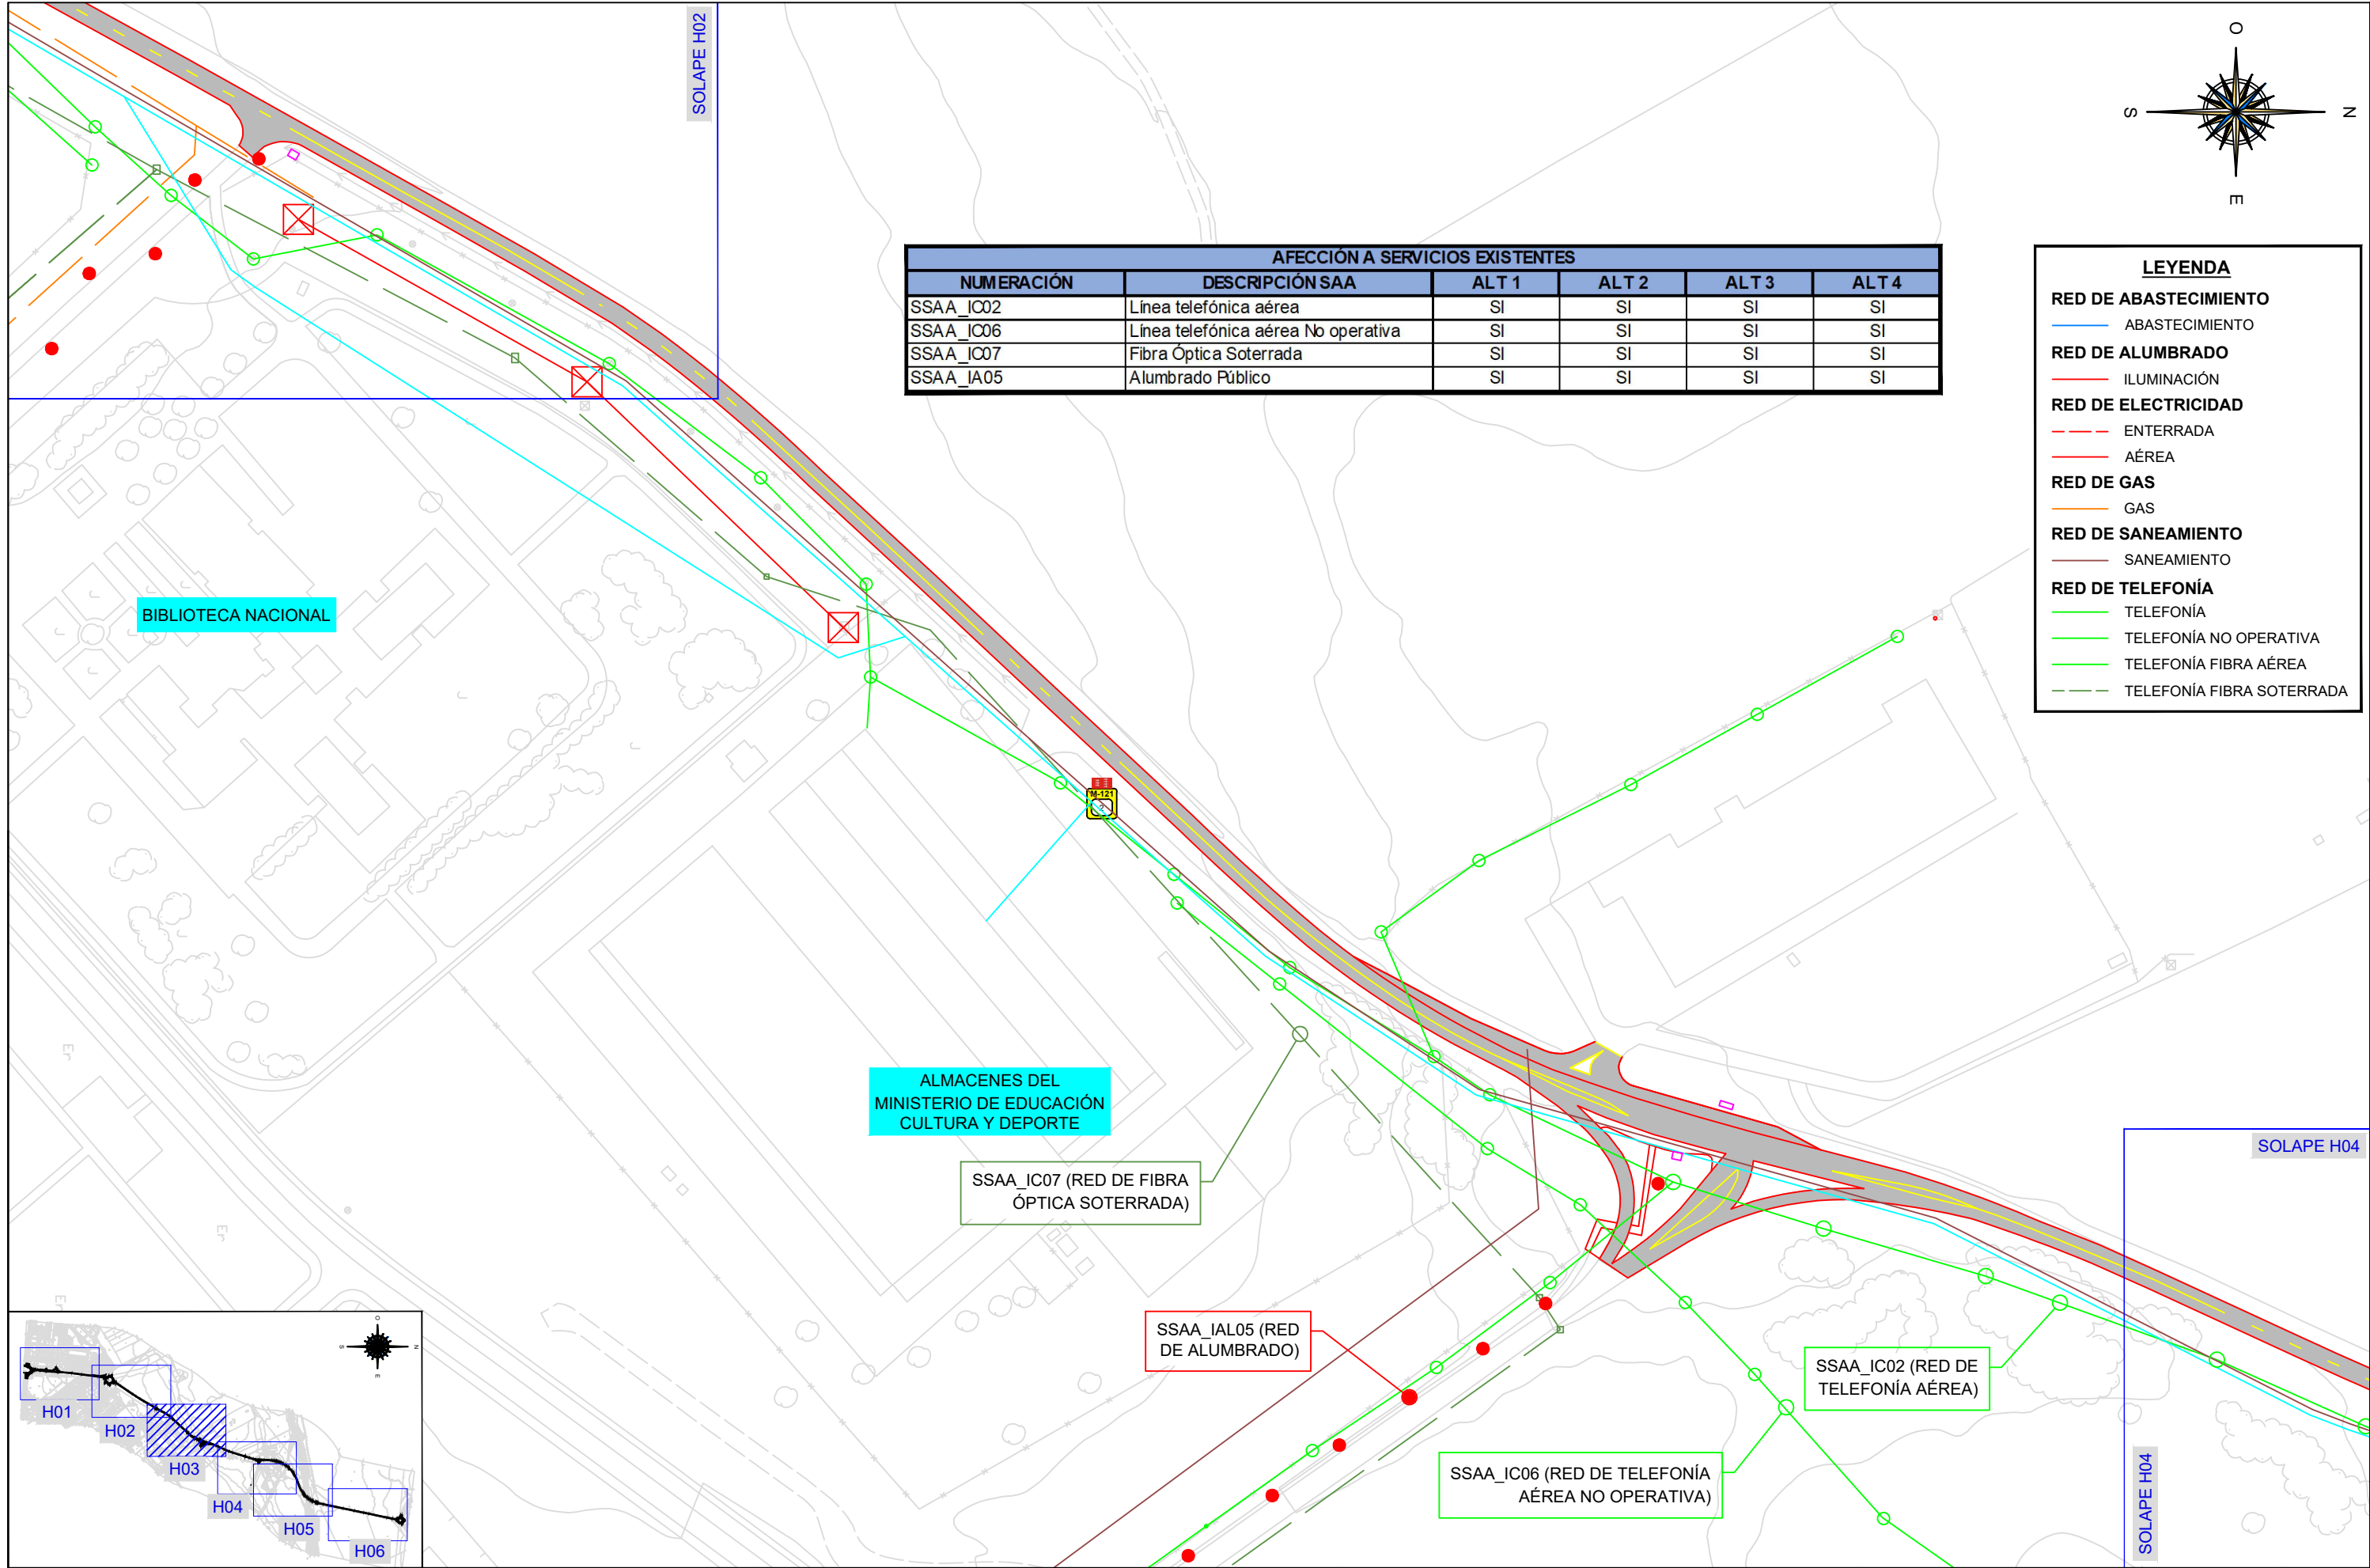 SOLAPE H02
O
S
N
E
AFECCIÓN A SERVICIOS EXISTENTES
NUMERACIÓN DESCRIPCIÓN SAA ALT 1 ALT 2 ALT 3 ALT 4
SSAA_IC02 Línea telefónica aérea SI SI SI SI
SSAA_IC06 Línea telefónica aérea No operativa SI SI SI SI
SSAA_IC07 Fibra Óptica Soterrada SI SI SI SI
SSAA_IA05 Alumbrado Público SI SI SI SI
LEYENDA
RED DE ABASTECIMIENTO
ABASTECIMIENTO
RED DE ALUMBRADO
ILUMINACIÓN
RED DE ELECTRICIDAD
ENTERRADA
AÉREA
RED DE GAS
GAS
RED DE SANEAMIENTO
SANEAMIENTO
RED DE TELEFONÍA
TELEFONÍA
TELEFONÍA NO OPERATIVA
TELEFONÍA FIBRA AÉREA
TELEFONÍA FIBRA SOTERRADA
BIBLIOTECA NACIONAL
M-121
2
ALMACENES DEL
MINISTERIO DE EDUCACIÓN
CULTURA Y DEPORTE
SSAA_IC07 (RED DE FIBRA
ÓPTICA SOTERRADA)
SOLAPE H04
SSAA_IAL05 (RED
DE ALUMBRADO)
SSAA_IC02 (RED DE
TELEFONÍA AÉREA)
SSAA_IC06 (RED DE TELEFONÍA
AÉREA NO OPERATIVA)
SOLAPE H04
Er
Er
Er
O
S
N
E
H01
H02
H03
H04
H05
H06